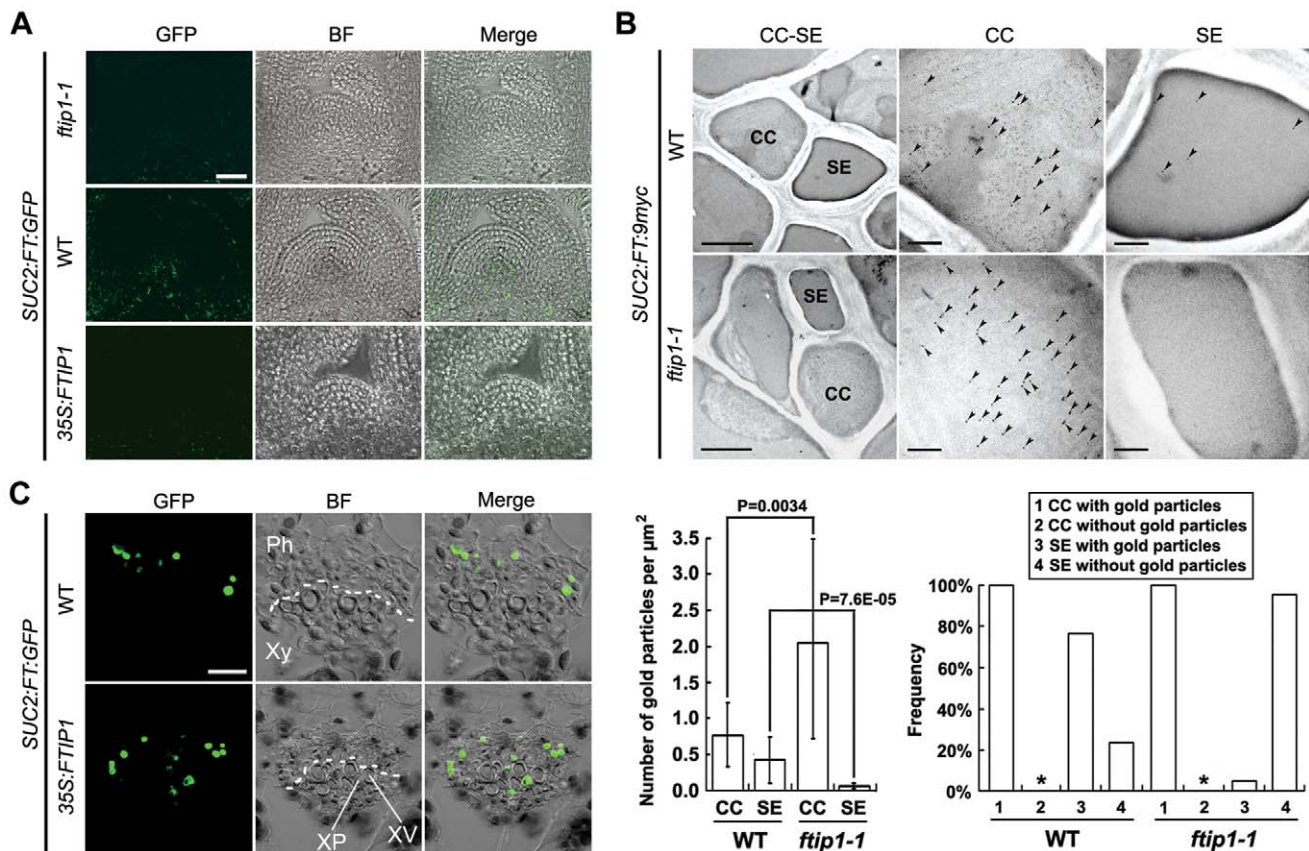 A
GFP BF Merge
SUC2:FT:GFP
ftip1-1
WT
35S:FTIP1
B
CC-SE CC SE
SUC2:FT:9myc
WT
CC
SE
ftip1-1
SE
CC
C
GFP BF Merge
SUC2:FT:GFP
WT
Ph
Xy
35S:FTIP1
XP
XV
Number of gold particles per μm2
P=0.0034
P=7.6E-05
3.5
3.0
2.5
2.0
1.5
1.0
0.5
0.0
CC SE CC SE
WT ftip1-1
1 CC with gold particles
2 CC without gold particles
3 SE with gold particles
4 SE without gold particles
Frequency
100%
80%
60%
40%
20%
0%
* *
1 2 3 4 1 2 3 4
WT ftip1-1